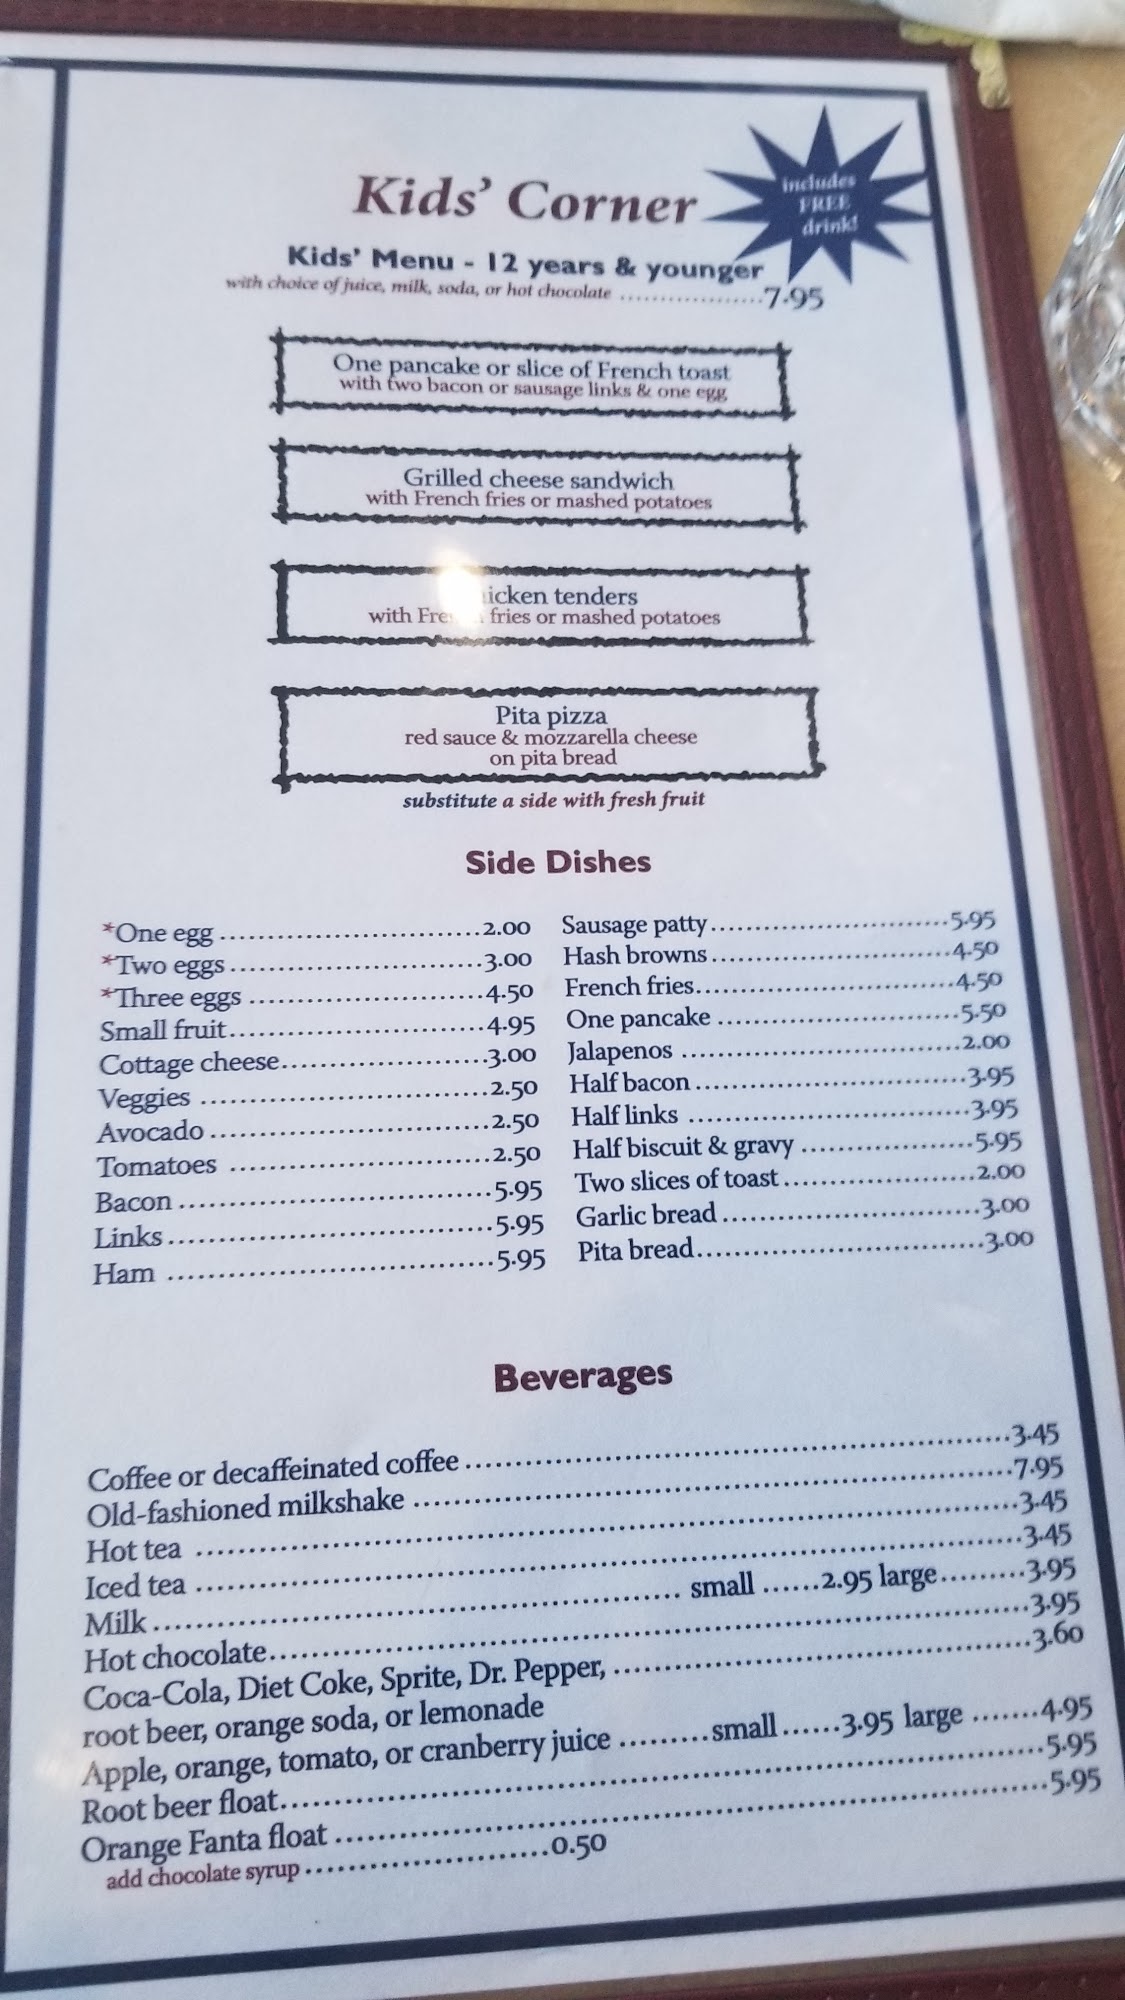 includes
FREE
drink!
Kids' Corner
Kids' Menu - 12 years & younger
with choice of juice, milk, soda, or hot chocolate ..................7.95
One pancake or slice of French toast
with two bacon or sausage links & one egg
Grilled cheese sandwich
with French fries or mashed potatoes
tenders
with fries or mashed potatoes
Pita pizza
red sauce & mozzarella cheese
on pita bread
substitute a side with fresh fruit
Side Dishes
*One egg ..........................2.00
*Two eggs .........................3.00
*Three eggs .......................4.50
Small fruit.........................4.95
Cottage cheese....................3.00
Veggies ............................2.50
Avocado ...........................2.50
Tomatoes .........................2.50
Bacon ..............................5.95
Links ...............................5.95
Ham ................................5.95
Sausage patty.......................5.95
Hash browns........................4.50
French fries.........................4.50
One pancake .......................5.50
Jalapenos ...........................2.00
Half bacon ..........................3.95
Half links ...........................3.95
Half biscuit & gravy ................5.95
Two slices of toast..................2.00
Garlic bread.........................3.00
Pita bread............................3.00
Beverages
Coffee or decaffeinated coffee ......................................................3.45
Old-fashioned milkshake ...........................................................7.95
Hot tea ................................................................................3.45
Iced tea ...............................................................................3.45
Milk .................................................... small ......2.95 large.........3.95
Hot chocolate.........................................................................3.95
Coca-Cola, Diet Coke, Sprite, Dr. Pepper, .........................................3.60
root beer, orange soda, or lemonade
Apple, orange, tomato, or cranberry juice .........small ......3.95 large .......4.95
Root beer float........................................................................5.95
Orange Fanta float ...................................................................5.95
add chocolate syrup ........................0.50